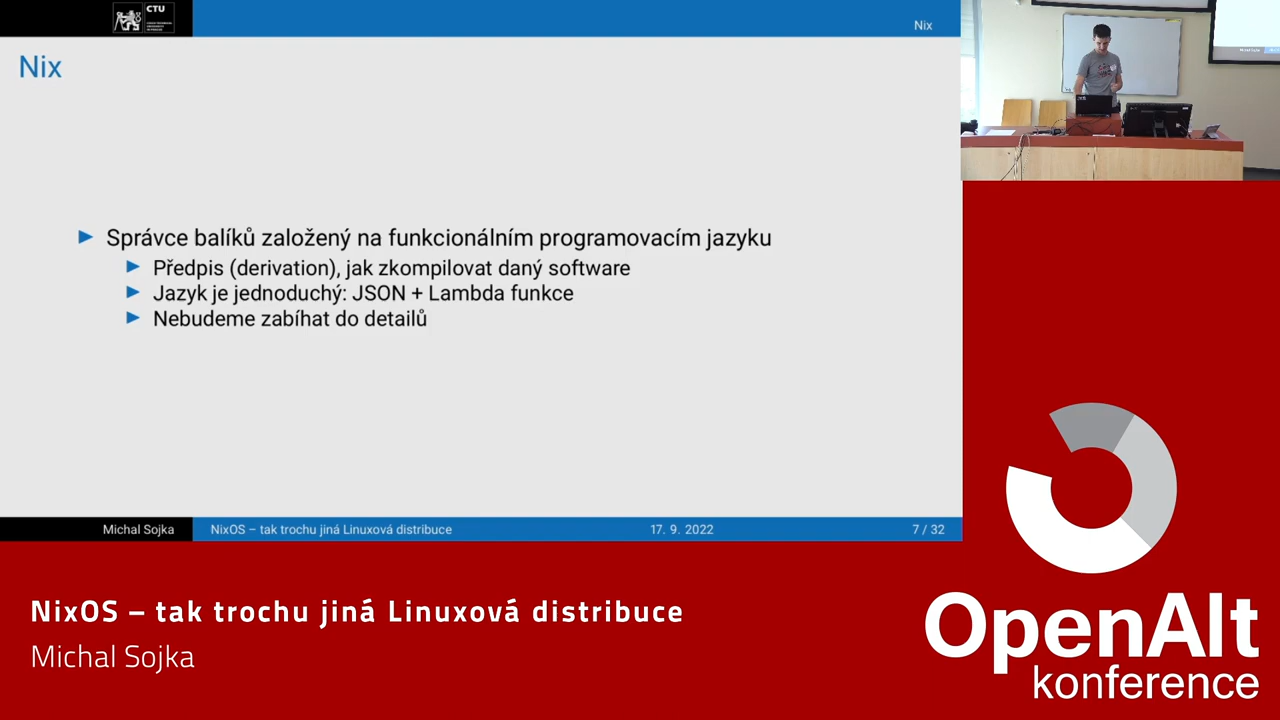 CTU
Nix
Nix
Správce balíků založený na funkcionálním programovacím jazyku
Předpis (derivation), jak zkompilovat daný software
Jazyk je jednoduchý: JSON + Lambda funkce
Nebudeme zabíhat do detailů
Michal Sojka
NixOS – tak trochu jiná Linuxová distribuce
17. 9. 2022
7 / 32
NixOS – tak trochu jiná Linuxová distribuce
Michal Sojka
OpenAlt
konference